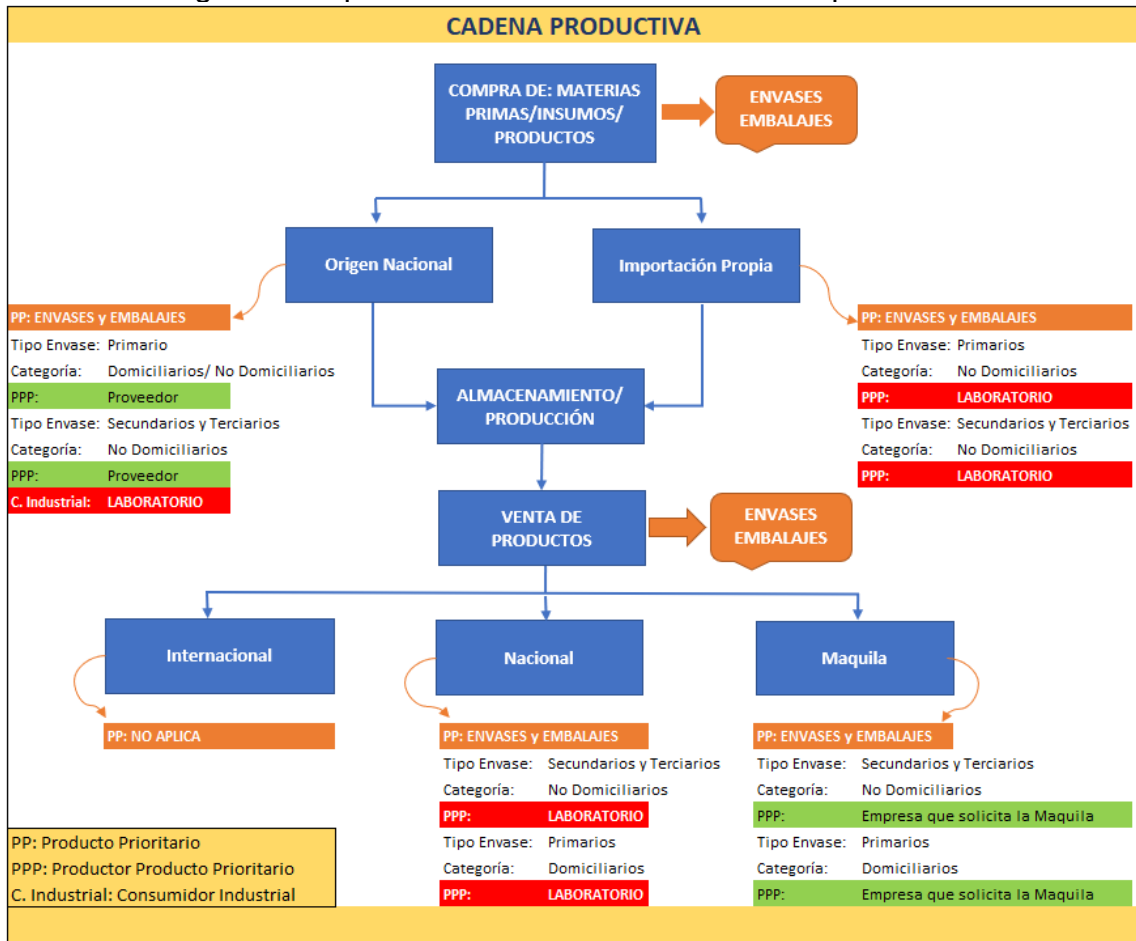 CADENA PRODUCTIVA
COMPRA DE: MATERIAS
PRIMAS/INSUMOS/
PRODUCTOS
ENVASES
EMBALAJES
Origen Nacional
Importación Propia
PP: ENVASES y EMBALAJES
Tipo Envase: Primario
Categoría: Domiciliarios/ No Domiciliarios
PPP: Proveedor
Tipo Envase: Secundarios y Terciarios
Categoría: No Domiciliarios
PPP: Proveedor
C. Industrial: LABORATORIO
PP: ENVASES y EMBALAJES
Tipo Envase: Primarios
Categoría: No Domiciliarios
PPP: LABORATORIO
Tipo Envase: Secundarios y Terciarios
Categoría: No Domiciliarios
PPP: LABORATORIO
ALMACENAMIENTO/
PRODUCCIÓN
VENTA DE
PRODUCTOS
ENVASES
EMBALAJES
Internacional
Nacional
Maquila
PP: NO APLICA
PP: ENVASES y EMBALAJES
Tipo Envase: Secundarios y Terciarios
Categoría: No Domiciliarios
PPP: LABORATORIO
Tipo Envase: Primarios
Categoría: Domiciliarios
PPP: LABORATORIO
PP: ENVASES y EMBALAJES
Tipo Envase: Secundarios y Terciarios
Categoría: No Domiciliarios
PPP: Empresa que solicita la Maquila
Tipo Envase: Primarios
Categoría: Domiciliarios
PPP: Empresa que solicita la Maquila
PP: Producto Prioritario
PPP: Productor Producto Prioritario
C. Industrial: Consumidor Industrial